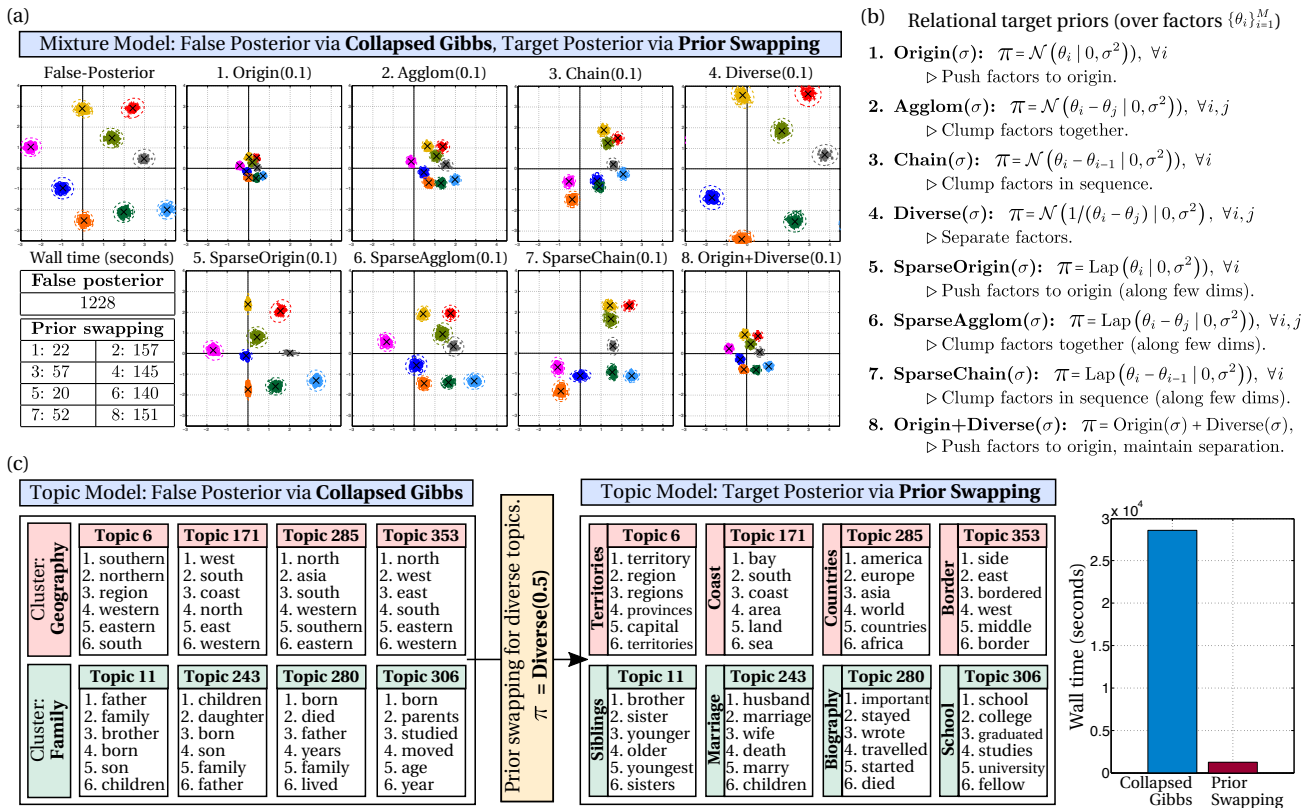 (a)
Mixture Model: False Posterior via Collapsed Gibbs, Target Posterior via Prior Swapping
False-Posterior
1. Origin(0.1)
2. Agglom(0.1)
3. Chain(0.1)
4. Diverse(0.1)
Wall time (seconds)
False posterior
1228
Prior swapping
1: 22 2: 157
3: 57 4: 145
5: 20 6: 140
7: 52 8: 151
5. SparseOrigin(0.1)
6. SparseAgglom(0.1)
7. SparseChain(0.1)
8. Origin+Diverse(0.1)
(b) Relational target priors (over factors {θ_i}_{i=1}^M)
1. Origin(σ): π = N(θ_i | 0, σ²)), ∀i
▷ Push factors to origin.
2. Agglom(σ): π = N(θ_i − θ_j | 0, σ²)), ∀i, j
▷ Clump factors together.
3. Chain(σ): π = N(θ_i − θ_{i−1} | 0, σ²)), ∀i
▷ Clump factors in sequence.
4. Diverse(σ): π = N(1/(θ_i − θ_j) | 0, σ²), ∀i, j
▷ Separate factors.
5. SparseOrigin(σ): π = Lap(θ_i | 0, σ²)), ∀i
▷ Push factors to origin (along few dims).
6. SparseAgglom(σ): π = Lap(θ_i − θ_j | 0, σ²)), ∀i, j
▷ Clump factors together (along few dims).
7. SparseChain(σ): π = Lap(θ_i − θ_{i−1} | 0, σ²)), ∀i
▷ Clump factors in sequence (along few dims).
8. Origin+Diverse(σ): π = Origin(σ) + Diverse(σ),
▷ Push factors to origin, maintain separation.
(c)
Topic Model: False Posterior via Collapsed Gibbs
Cluster:
Geography
Topic 6
1. southern
2. northern
3. region
4. western
5. eastern
6. south
Topic 171
1. west
2. south
3. coast
4. north
5. east
6. western
Topic 285
1. north
2. asia
3. south
4. western
5. southern
6. eastern
Topic 353
1. north
2. west
3. east
4. south
5. eastern
6. western
Cluster:
Family
Topic 11
1. father
2. family
3. brother
4. born
5. son
6. children
Topic 243
1. children
2. daughter
3. born
4. son
5. family
6. father
Topic 280
1. born
2. died
3. father
4. years
5. family
6. lived
Topic 306
1. born
2. parents
3. studied
4. moved
5. age
6. year
Prior swapping for diverse topics.
π = Diverse(0.5)
Topic Model: Target Posterior via Prior Swapping
Territories
Topic 6
1. territory
2. region
3. regions
4. provinces
5. capital
6. territories
Coast
Topic 171
1. bay
2. south
3. coast
4. area
5. land
6. sea
Countries
Topic 285
1. america
2. europe
3. asia
4. world
5. countries
6. africa
Border
Topic 353
1. side
2. east
3. bordered
4. west
5. middle
6. border
Siblings
Topic 11
1. brother
2. sister
3. younger
4. older
5. youngest
6. sisters
Marriage
Topic 243
1. husband
2. marriage
3. wife
4. death
5. marry
6. children
Biography
Topic 280
1. important
2. stayed
3. wrote
4. travelled
5. started
6. died
School
Topic 306
1. school
2. college
3. graduated
4. studies
5. university
6. fellow
x 10⁴
3
2.5
2
1.5
1
0.5
0
Wall time (seconds)
Collapsed Prior
Gibbs Swapping